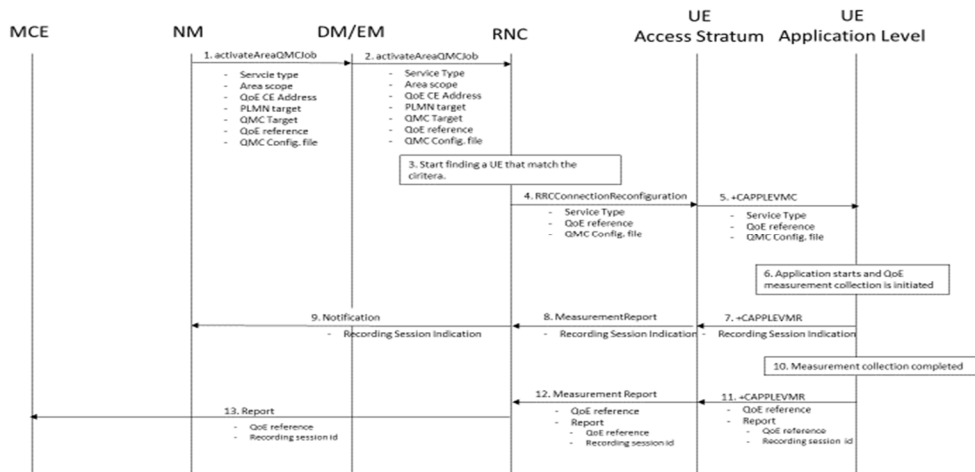 MCE
NM
DM/EM
RNC
UE
Access Stratum
UE
Application Level
1. activateAreaQMCJob
- Servcie type
- Area scope
- QoE CE Address
- PLMN target
- QMC Target
- QoE reference
- QMC Config. file
2. activateAreaQMCJob
- Service Type
- Area scope
- QoE CE Address
- PLMN target
- QMC Target
- QoE reference
- QMC Config. file
3. Start finding a UE that match the
ciritera.
4. RRCConnectionReconfiguration
- Service Type
- QoE reference
- QMC Config. file
5. +CAPPLEVMC
- Service Type
- QoE reference
- QMC Config. file
6. Application starts and QoE
measurement collection is initiated
9. Notification
- Recording Session Indication
8. MeasurementReport
- Recording Session Indication
7. +CAPPLEVMR
- Recording Session Indication
10. Measurement collection completed
12. Measurement Report
- QoE reference
- Report
- QoE reference
- Recording session id
11. +CAPPLEVMR
- QoE reference
- Report
- QoE reference
- Recording session id
13. Report
- QoE reference
- Recording session id